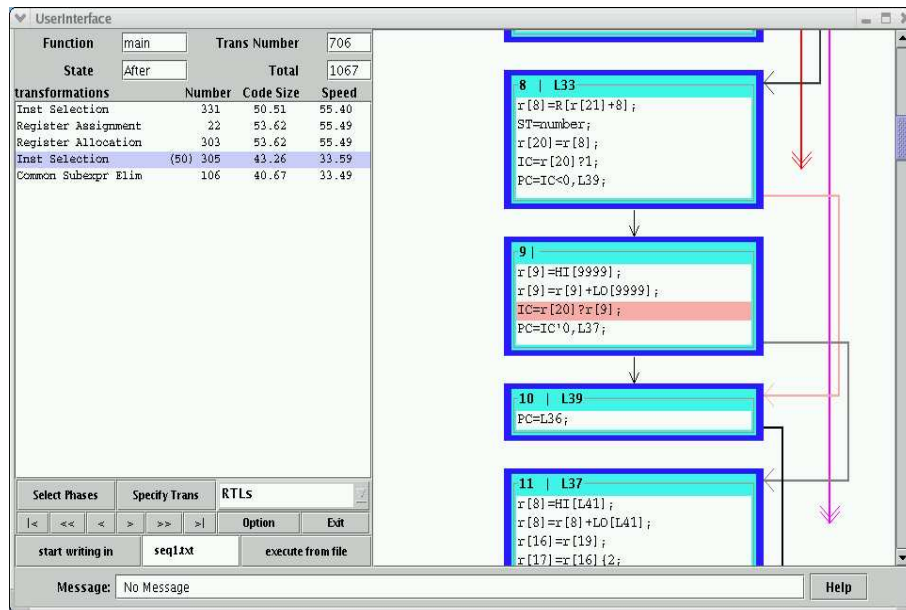 UserInterface
Function main Trans Number 706
State After Total 1067
transformations Number Code Size Speed
Inst Selection 331 50.51 55.40
Register Assignment 22 53.62 55.49
Register Allocation 303 53.62 55.49
Inst Selection (50) 305 43.26 33.59
Common Subexpr Elim 106 40.67 33.49
Select Phases Specify Trans RTLs
|< << < > >> >| Option Exit
start writing in seq1.txt execute from file
8 | L33
r[8]=R[r[21]+8];
ST=number;
r[20]=r[8];
IC=r[20]?1;
PC=IC<0,L39;
9 |
r[9]=HI[9999];
r[9]=r[9]+LO[9999];
IC=r[20]?r[9];
PC=IC'0,L37;
10 | L39
PC=L36;
11 | L37
r[8]=HI[L41];
r[8]=r[8]+LO[L41];
r[16]=r[19];
r[17]=r[16]{2;
Message: No Message Help